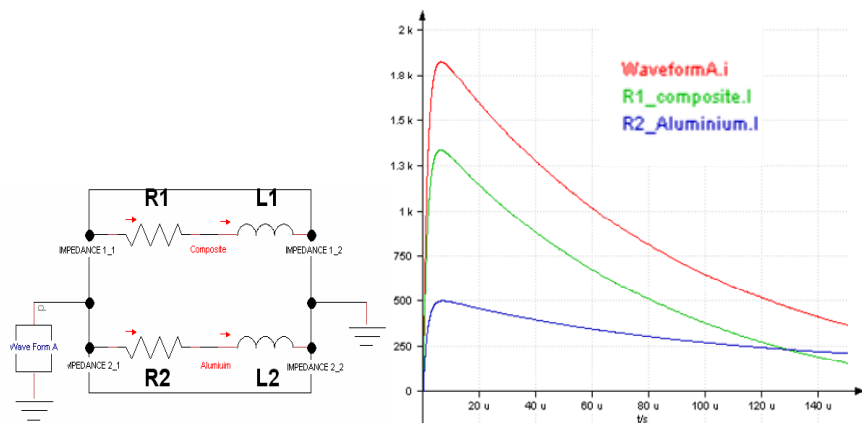 R1
L1
IMPEDANCE 1_1
Composite
IMPEDANCE 1_2
p
Wave Form A
IMPEDANCE 2_1
Alumium
IMPEDANCE 2_2
R2
L2
2 k
1.8 k
1.5 k
1.3 k
1 k
750
500
250
0
WaveformA.i
R1_composite.I
R2_Aluminium.I
20 u
40 u
60 u
80 u
100 u
120 u
140 u
t/s